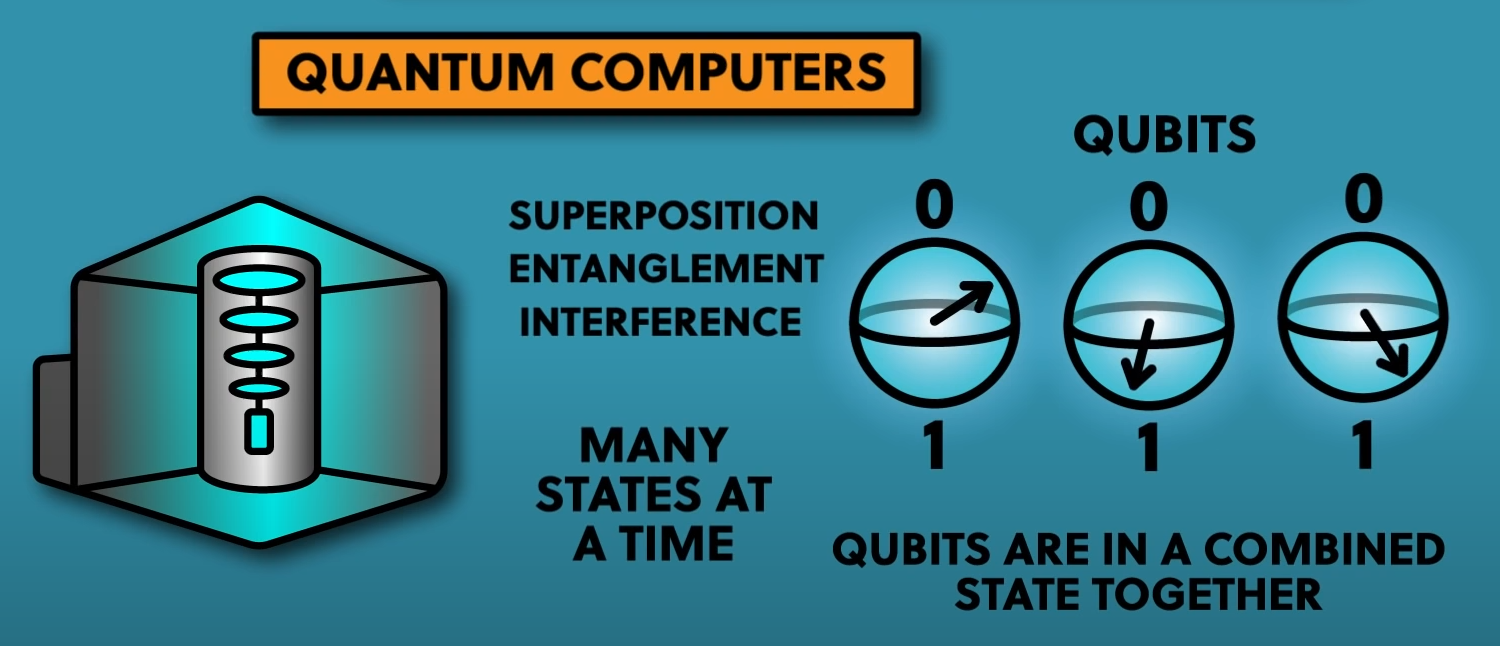 QUANTUM COMPUTERS
QUBITS
SUPERPOSITION
ENTANGLEMENT
INTERFERENCE
0 0 0
1 1 1
MANY
STATES AT
A TIME
QUBITS ARE IN A COMBINED
STATE TOGETHER